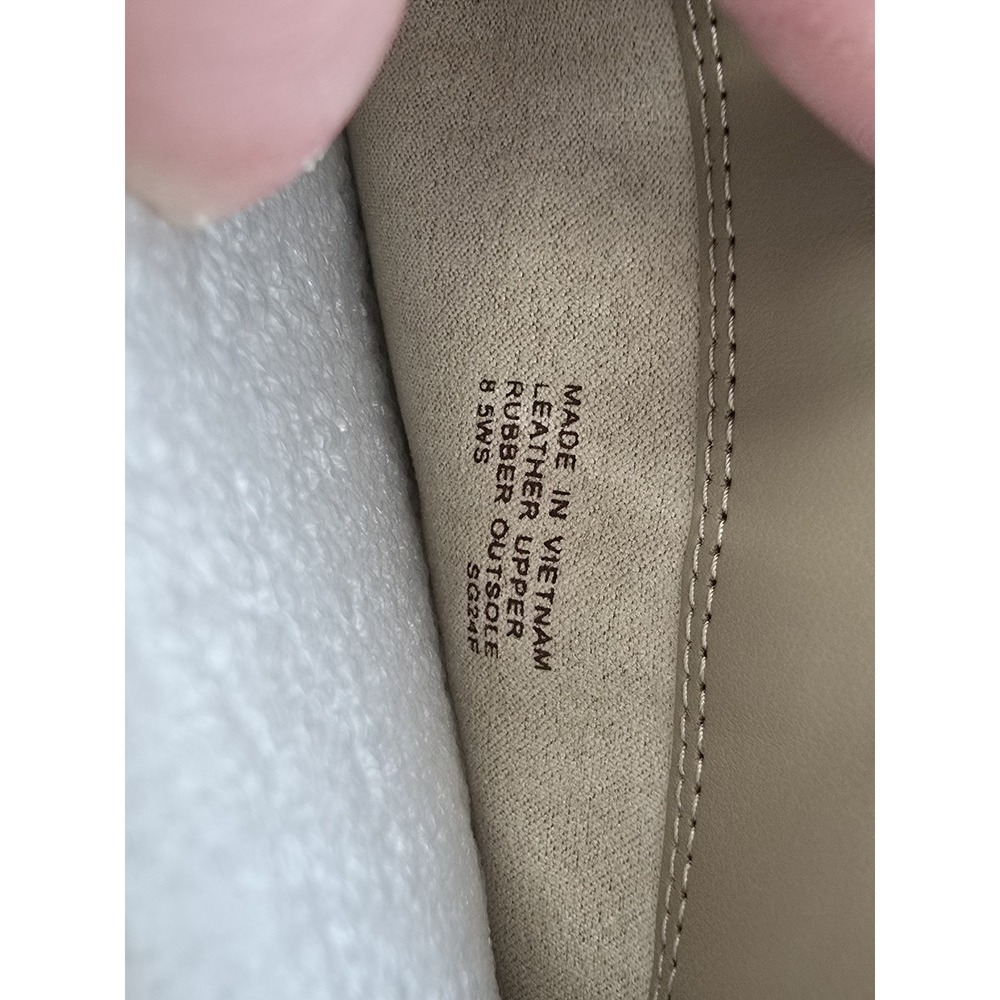 MADE IN VIETNAM
LEATHER UPPER
RUBBER OUTSOLE
8 5WS SG24F